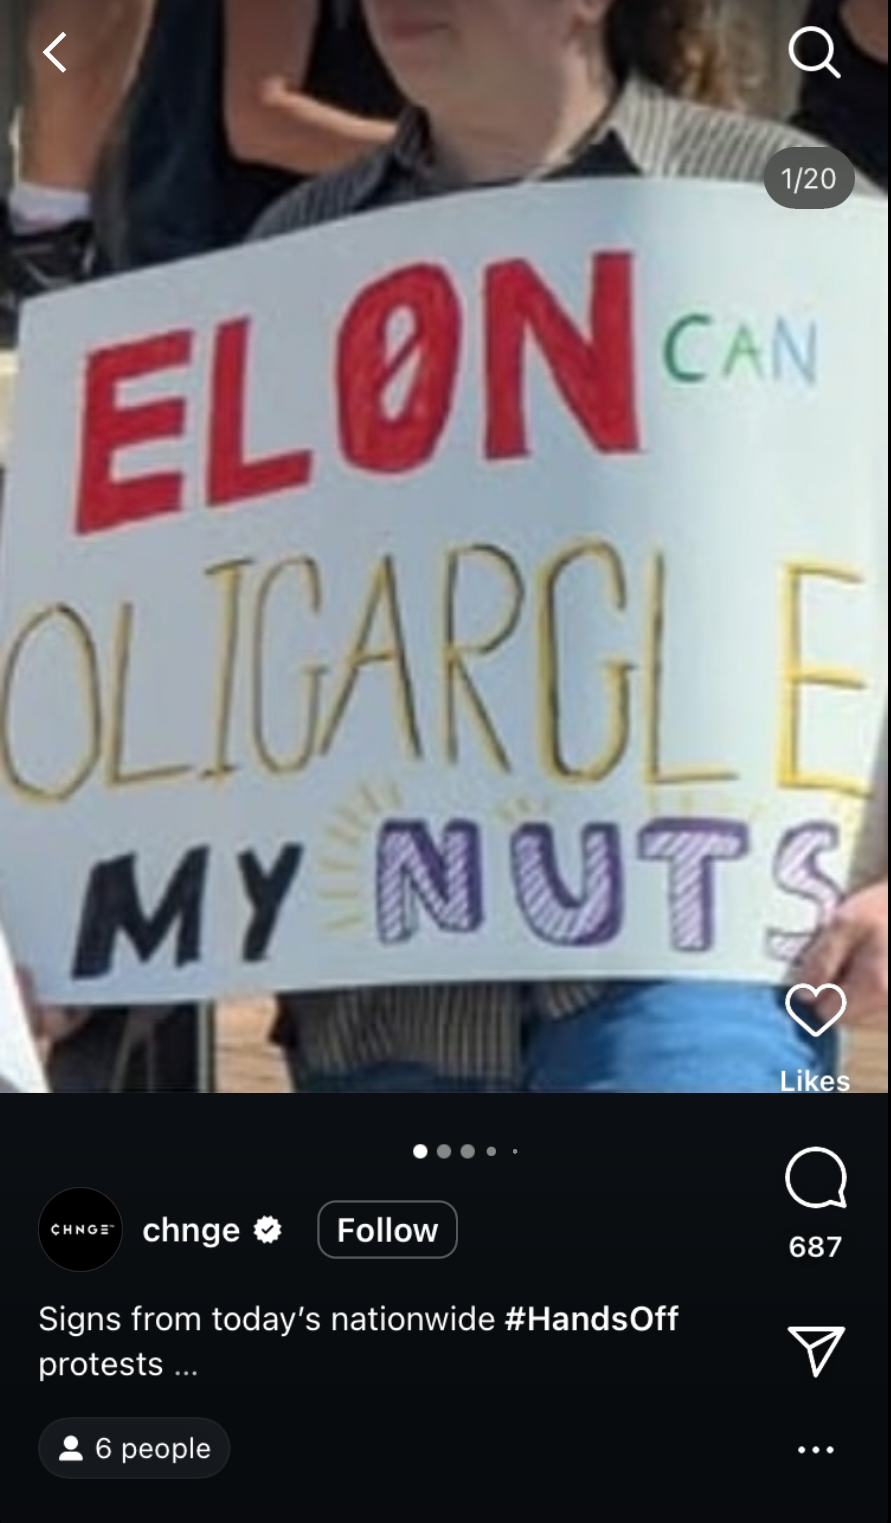 1/20
ELON CAN
OLIGARGLE
MY NUTS
Likes
CHNGE™
chnge
Follow
687
Signs from today’s nationwide #HandsOff
protests ...
6 people